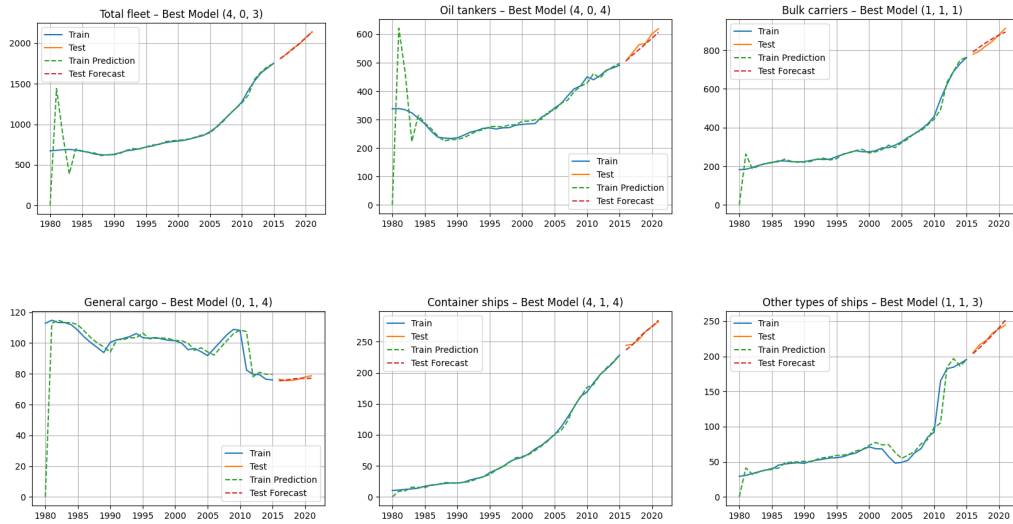 Total fleet – Best Model (4, 0, 3)
2000
1500
1000
500
0
1980 1985 1990 1995 2000 2005 2010 2015 2020
Train
Test
Train Prediction
Test Forecast
Oil tankers – Best Model (4, 0, 4)
600
500
400
300
200
100
0
1980 1985 1990 1995 2000 2005 2010 2015 2020
Train
Test
Train Prediction
Test Forecast
Bulk carriers – Best Model (1, 1, 1)
800
600
400
200
0
1980 1985 1990 1995 2000 2005 2010 2015 2020
Train
Test
Train Prediction
Test Forecast
General cargo – Best Model (0, 1, 4)
120
100
80
60
40
20
0
1980 1985 1990 1995 2000 2005 2010 2015 2020
Train
Test
Train Prediction
Test Forecast
Container ships – Best Model (4, 1, 4)
300
250
200
150
100
50
0
1980 1985 1990 1995 2000 2005 2010 2015 2020
Train
Test
Train Prediction
Test Forecast
Other types of ships – Best Model (1, 1, 3)
250
200
150
100
50
0
1980 1985 1990 1995 2000 2005 2010 2015 2020
Train
Test
Train Prediction
Test Forecast